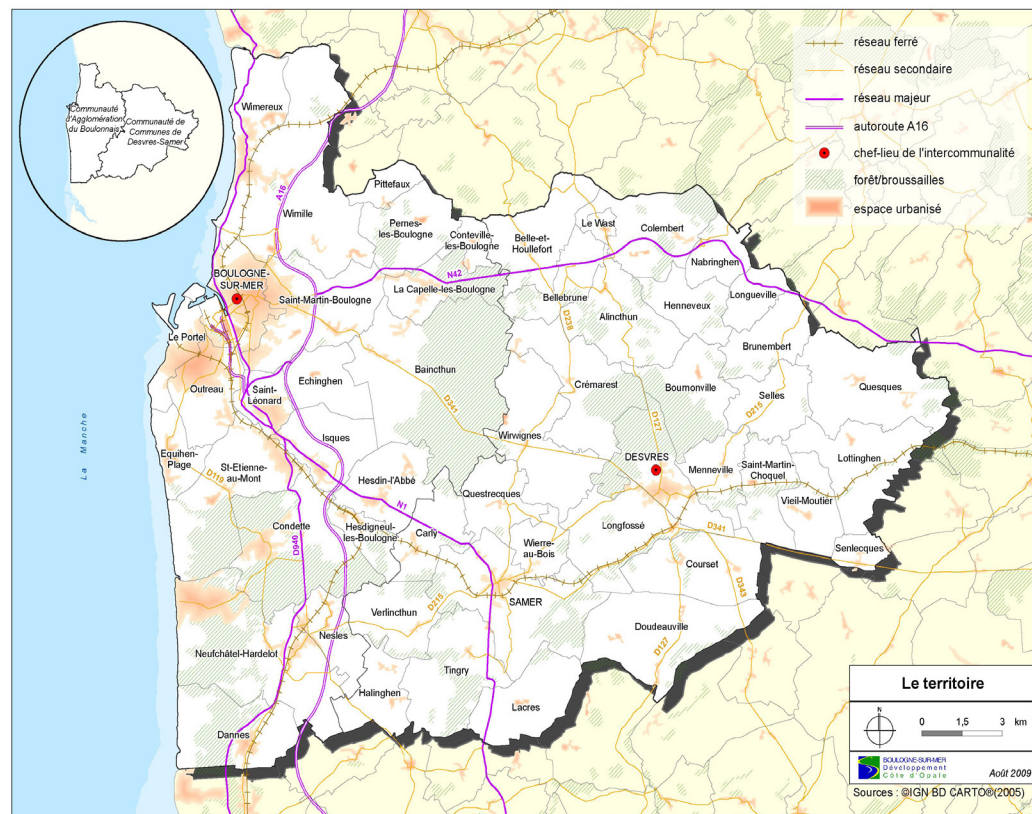 Communauté
d'Agglomération
du Boulonnais
Communauté de
Communes de
Desvres-Samer
réseau ferré
réseau secondaire
réseau majeur
autoroute A16
chef-lieu de l'intercommunalité
forêt/broussailles
espace urbanisé
Wimereux
A16
Wimille
Pittefaux
Pernes-
les-Boulogne
Conteville-
les-Boulogne
Belle-et-
Houllefort
Le Wast
Colembert
Nabringhen
Longueville
BOULOGNE-
SUR-MER
Saint-Martin-Boulogne
N42
La Capelle-les-Boulogne
Bellebrune
D238
Alincthun
Henneveux
Brunembert
Le Portel
Outreau
Saint-
Léonard
Echinghen
Baincthun
D341
Crémarest
Bournonville
D127
Selles
D215
Quesques
Isques
Wirwignes
DESVRES
Menneville
Saint-Martin-
Choquel
Lottinghen
Vieil-Moutier
Equihen-
Plage
D119
St-Etienne-
au-Mont
Hesdin-l'Abbé
N1
Questrecques
Longfossé
D341
Senlecques
La Manche
Condette
D940
Hesdigneul-
les-Boulogne
Carly
Wierre-
au-Bois
Courset
D343
Verlincthun
D215
SAMER
Doudeauville
D127
Nesles
Neufchâtel-Hardelot
Tingry
Halinghen
Lacres
Dannes
Le territoire
N
0 1,5 3 km
BOULOGNE-SUR-MER
Développement
Côte d'Opale
Août 2009
Sources : ©IGN BD CARTO®(2005)